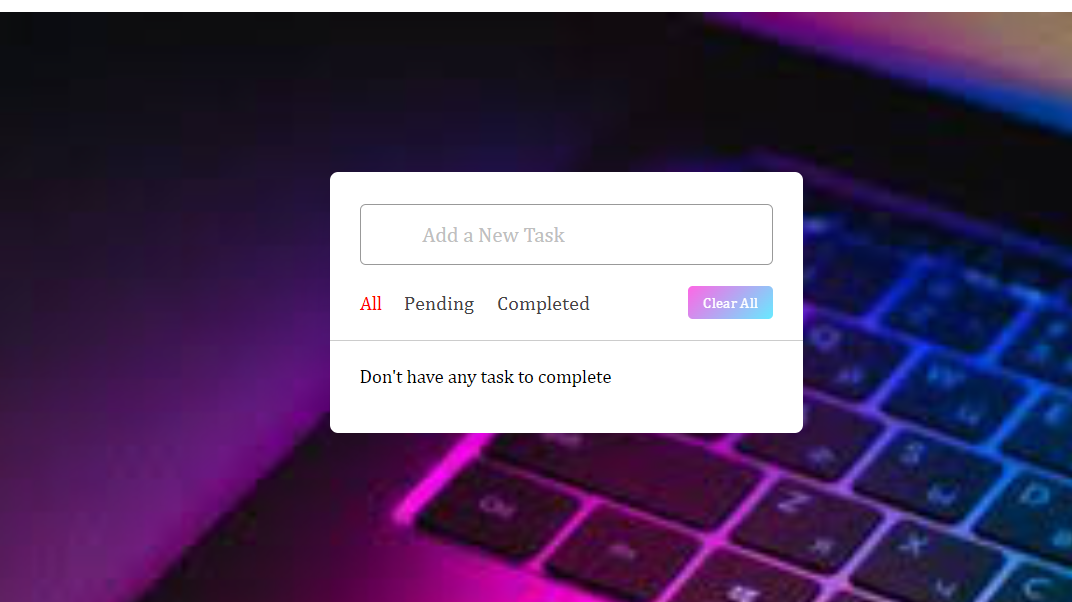 Add a New Task
All Pending Completed Clear All
Don't have any task to complete
O
W
E
S
Ы
D
Z
Я
X
Ч
C